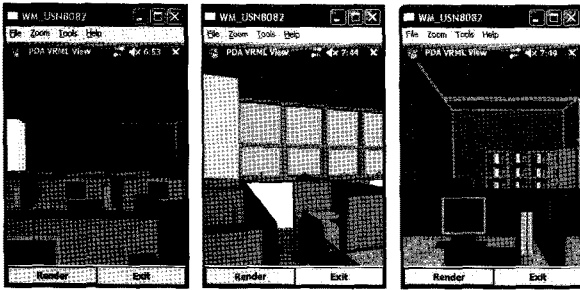 WM_USN8082
File Zoom Tools Help
PDA VRML View 6:53
Render Exit
WM_USN8082
File Zoom Tools Help
PDA VRML View 7:44
Render Exit
WM_USN8082
File Zoom Tools Help
PDA VRML View 7:49
Render Exit